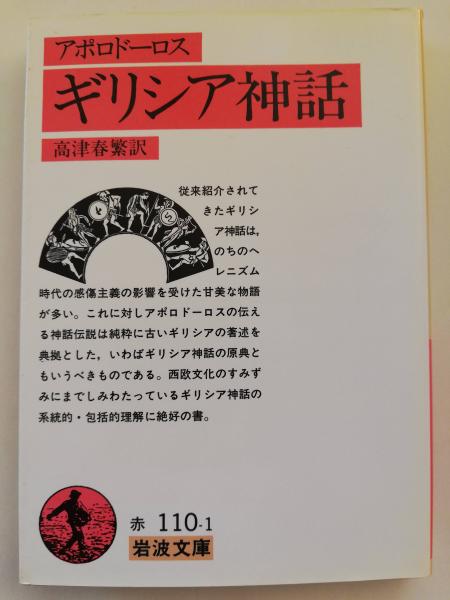 アポロドーロス
ギリシア神話
高津春繁訳
従来紹介されて
きたギリシ
ア神話は，
のちのヘ
レニズム
時代の感傷主義の影響を受けた甘美な物語
が多い。これに対しアポロドーロスの伝え
る神話伝説は純粋に古いギリシアの著述を
典拠とした，いわばギリシア神話の原典と
もいうべきものである。西欧文化のすみず
みにまでしみわたっているギリシア神話の
系統的・包括的理解に絶好の書。
赤 110-1
岩波文庫